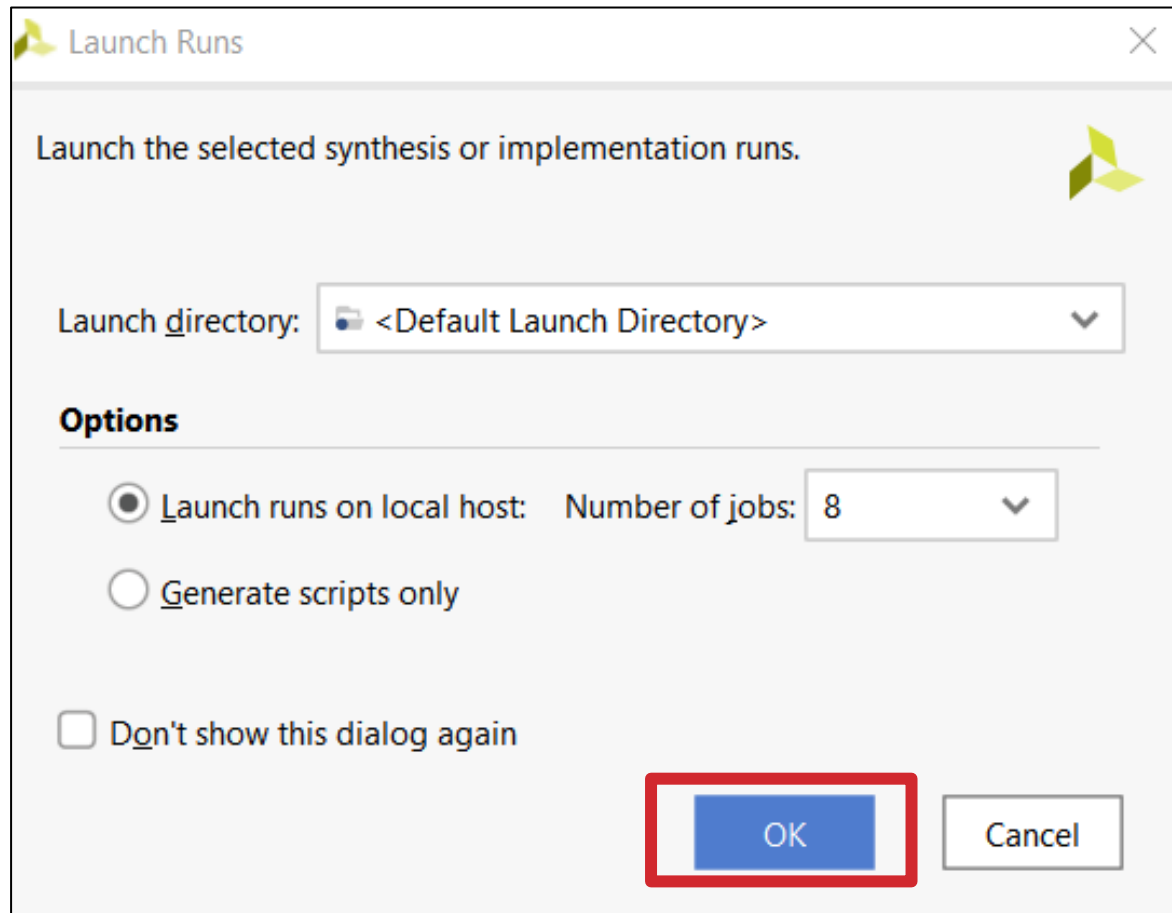 Launch Runs
Launch the selected synthesis or implementation runs.
Launch directory: <Default Launch Directory>
Options
Launch runs on local host: Number of jobs: 8
Generate scripts only
Don't show this dialog again
OK Cancel